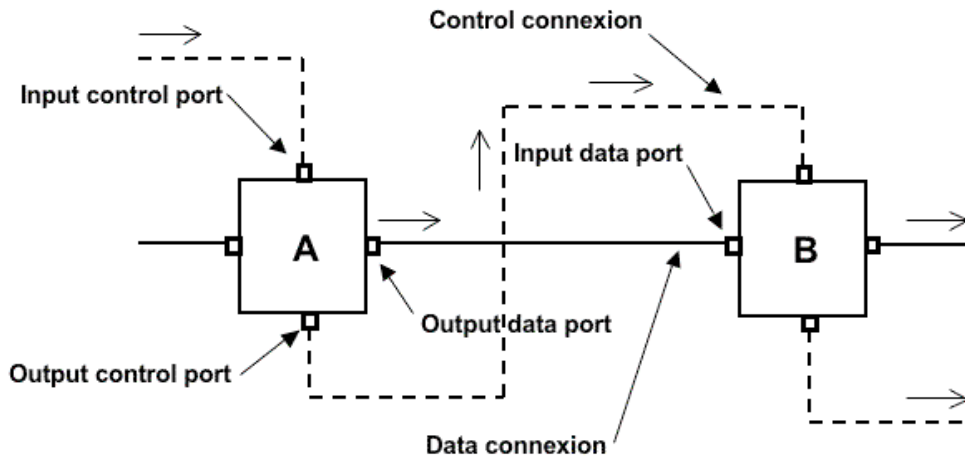 Control connexion
Input control port
Input data port
A
B
Output data port
Output control port
Data connexion